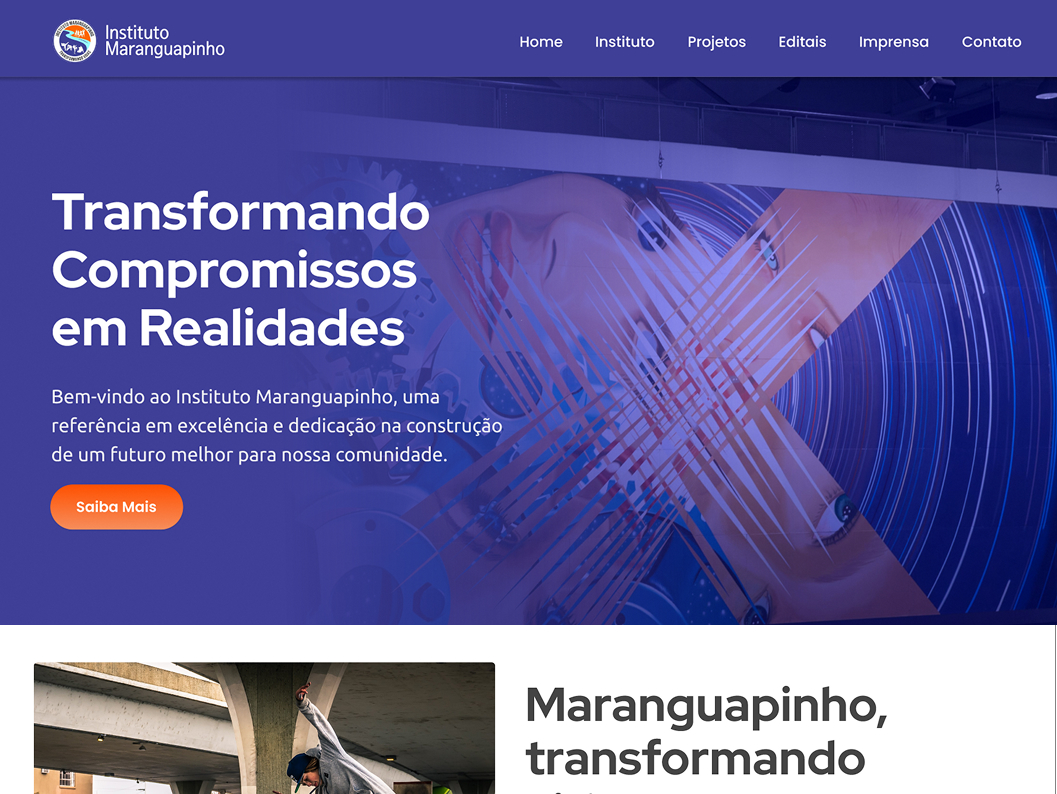 Instituto
Maranguapinho
Home Instituto Projetos Editais Imprensa Contato
Transformando
Compromissos
em Realidades
Bem-vindo ao Instituto Maranguapinho, uma
referência em excelência e dedicação na construção
de um futuro melhor para nossa comunidade.
Saiba Mais
Maranguapinho,
transformando